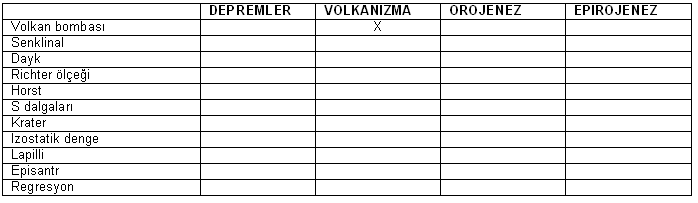 DEPREMLER VOLKANIZMA OROJENEZ EPIROJENEZ
Volkan bombası X
Senklinal
Dayk
Richter ölçeği
Horst
S dalgaları
Krater
Izostatik denge
Lapilli
Episantr
Regresyon